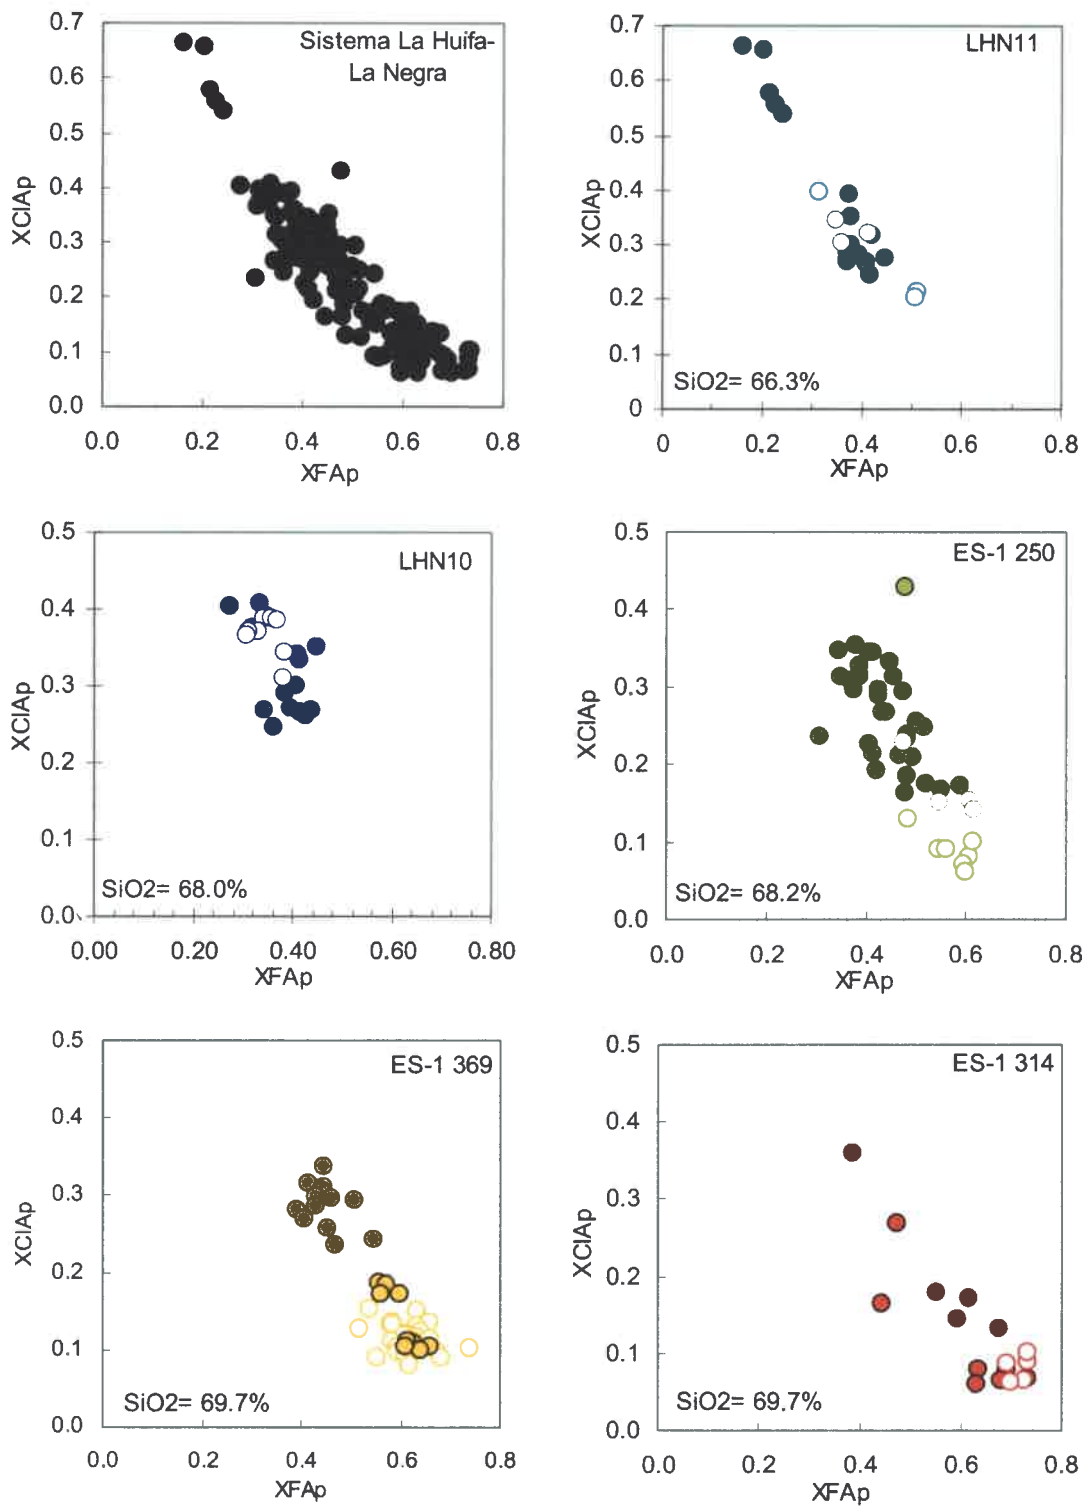 Sistema La Huifa-
La Negra
0.7
0.6
0.5
0.4
0.3
0.2
0.1
0.0
XClAp
0.0 0.2 0.4 0.6 0.8
XFAp
LHN11
0.7
0.6
0.5
0.4
0.3
0.2
0.1
0
XClAp
SiO2= 66.3%
0 0.2 0.4 0.6 0.8
XFAp
LHN10
0.5
0.4
0.3
0.2
0.1
0.0
XClAp
SiO2= 68.0%
0.00 0.20 0.40 0.60 0.80
XFAp
ES-1 250
0.5
0.4
0.3
0.2
0.1
0.0
XClAp
SiO2= 68.2%
0.0 0.2 0.4 0.6 0.8
XFAp
ES-1 369
0.5
0.4
0.3
0.2
0.1
0.0
XClAp
SiO2= 69.7%
0.0 0.2 0.4 0.6 0.8
XFAp
ES-1 314
0.5
0.4
0.3
0.2
0.1
0.0
XClAp
SiO2= 69.7%
0.0 0.2 0.4 0.6 0.8
XFAp